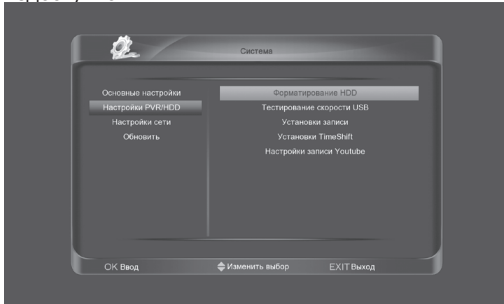 Система
Основные настройки
Настройки PVR/HDD
Настройки сети
Обновить
Форматирование HDD
Тестирование скорости USB
Установки записи
Установки TimeShift
Настройки записи Youtube
OK Ввод
Изменить выбор
EXIT Выход